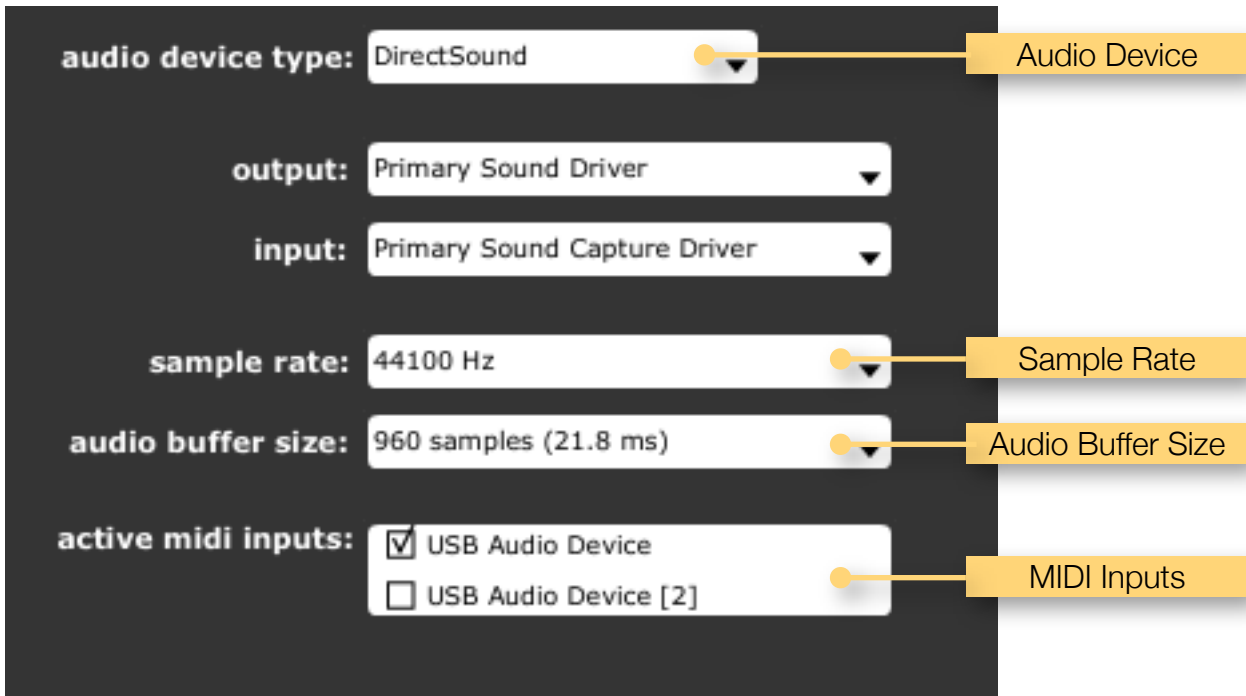 audio device type: DirectSound Audio Device
output: Primary Sound Driver
input: Primary Sound Capture Driver
sample rate: 44100 Hz Sample Rate
audio buffer size: 960 samples (21.8 ms) Audio Buffer Size
active midi inputs: USB Audio Device
USB Audio Device [2] MIDI Inputs